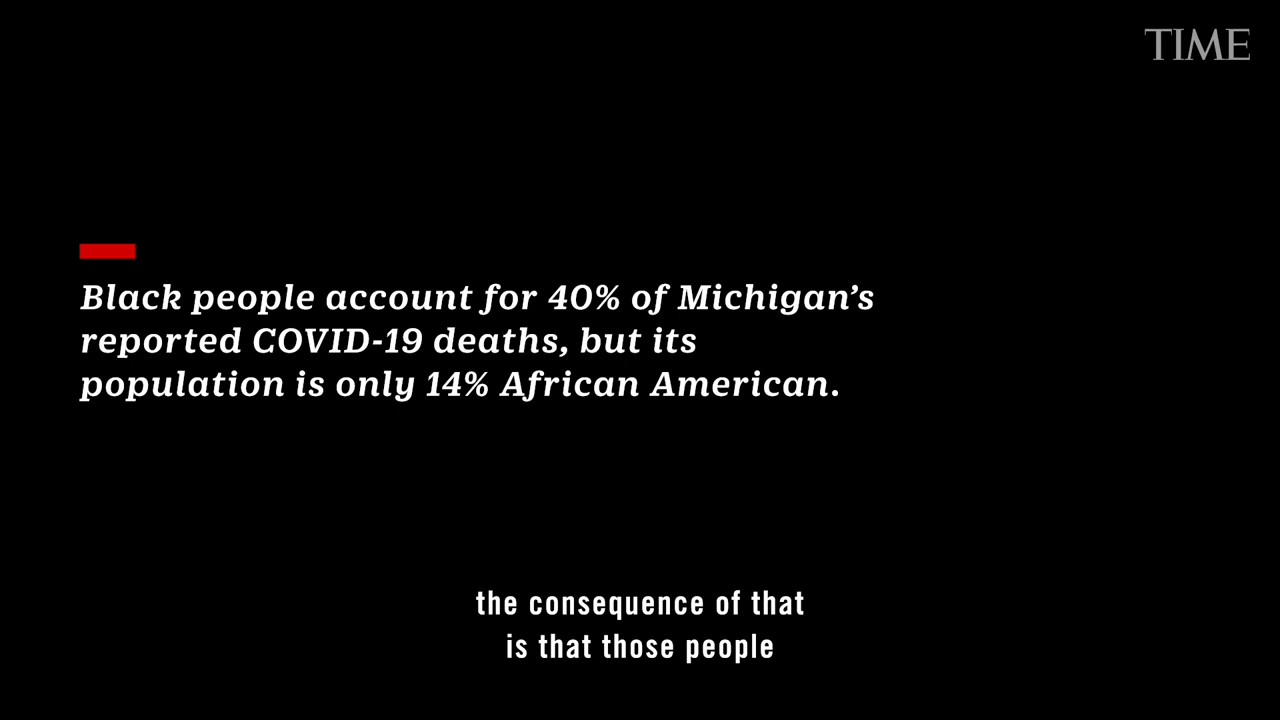 TIME
Black people account for 40% of Michigan’s
reported COVID-19 deaths, but its
population is only 14% African American.
the consequence of that
is that those people